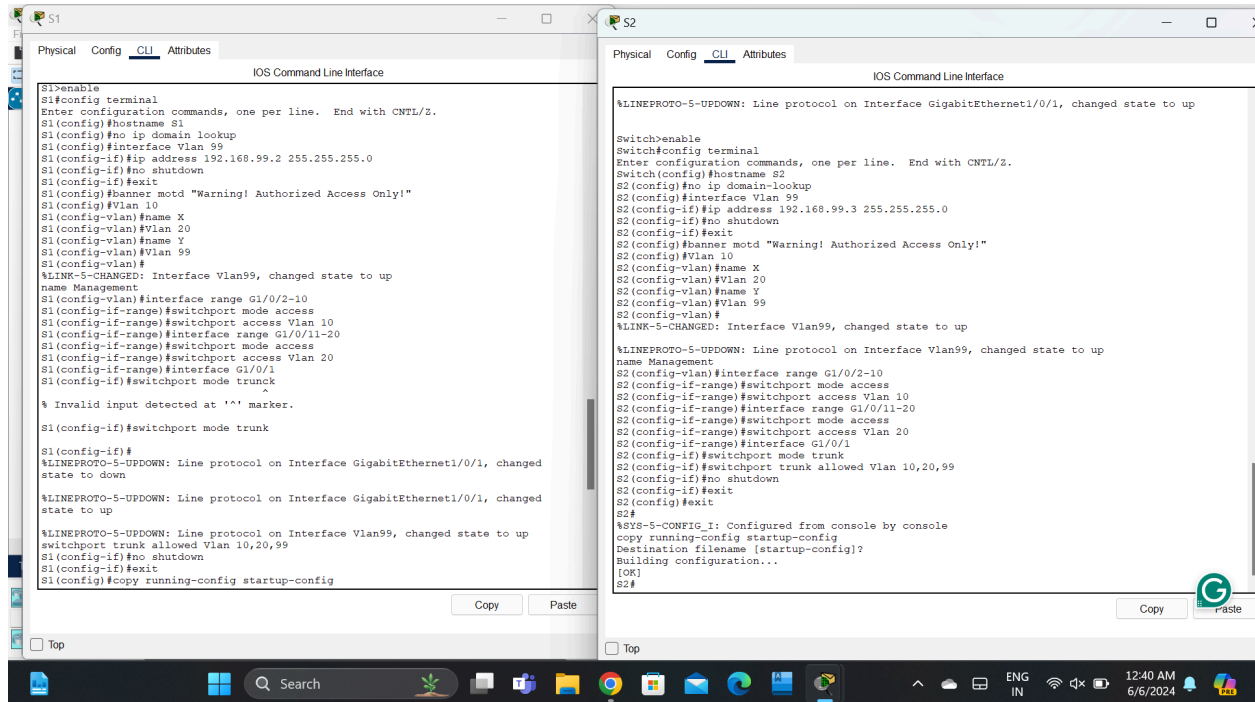 S1
Physical Config CLI Attributes
IOS Command Line Interface
S1>enable
S1#config terminal
Enter configuration commands, one per line. End with CNTL/Z.
S1(config)#hostname S1
S1(config)#no ip domain lookup
S1(config)#interface Vlan 99
S1(config-if)#ip address 192.168.99.2 255.255.255.0
S1(config-if)#no shutdown
S1(config-if)#exit
S1(config)#banner motd "Warning! Authorized Access Only!"
S1(config)#Vlan 10
S1(config-vlan)#name X
S1(config-vlan)#Vlan 20
S1(config-vlan)#name Y
S1(config-vlan)#Vlan 99
S1(config-vlan)#
%LINK-5-CHANGED: Interface Vlan99, changed state to up
name Management
S1(config-vlan)#interface range G1/0/2-10
S1(config-if-range)#switchport mode access
S1(config-if-range)#switchport access Vlan 10
S1(config-if-range)#interface range G1/0/11-20
S1(config-if-range)#switchport mode access
S1(config-if-range)#switchport access Vlan 20
S1(config-if-range)#interface G1/0/1
S1(config-if)#switchport mode trunck
^
% Invalid input detected at '^' marker.
S1(config-if)#switchport mode trunk
S1(config-if)#
%LINEPROTO-5-UPDOWN: Line protocol on Interface GigabitEthernet1/0/1, changed
state to down
%LINEPROTO-5-UPDOWN: Line protocol on Interface GigabitEthernet1/0/1, changed
state to up
%LINEPROTO-5-UPDOWN: Line protocol on Interface Vlan99, changed state to up
switchport trunk allowed Vlan 10,20,99
S1(config-if)#no shutdown
S1(config-if)#exit
S1(config)#copy running-config startup-config
Copy Paste
Top
S2
Physical Config CLI Attributes
IOS Command Line Interface
%LINEPROTO-5-UPDOWN: Line protocol on Interface GigabitEthernet1/0/1, changed state to up
Switch>enable
Switch#config terminal
Enter configuration commands, one per line. End with CNTL/Z.
Switch(config)#hostname S2
S2(config)#no ip domain-lookup
S2(config)#interface Vlan 99
S2(config-if)#ip address 192.168.99.3 255.255.255.0
S2(config-if)#no shutdown
S2(config-if)#exit
S2(config)#banner motd "Warning! Authorized Access Only!"
S2(config)#Vlan 10
S2(config-vlan)#name X
S2(config-vlan)#Vlan 20
S2(config-vlan)#name Y
S2(config-vlan)#Vlan 99
S2(config-vlan)#
%LINK-5-CHANGED: Interface Vlan99, changed state to up
%LINEPROTO-5-UPDOWN: Line protocol on Interface Vlan99, changed state to up
name Management
S2(config-vlan)#interface range G1/0/2-10
S2(config-if-range)#switchport mode access
S2(config-if-range)#switchport access Vlan 10
S2(config-if-range)#interface range G1/0/11-20
S2(config-if-range)#switchport mode access
S2(config-if-range)#switchport access Vlan 20
S2(config-if-range)#interface G1/0/1
S2(config-if)#switchport mode trunk
S2(config-if)#switchport trunk allowed Vlan 10,20,99
S2(config-if)#no shutdown
S2(config-if)#exit
S2(config)#exit
S2#
%SYS-5-CONFIG_I: Configured from console by console
copy running-config startup-config
Destination filename [startup-config]?
Building configuration...
[OK]
S2#
Copy Paste
Top
Search
ENG
IN
12:40 AM
6/6/2024
PRE